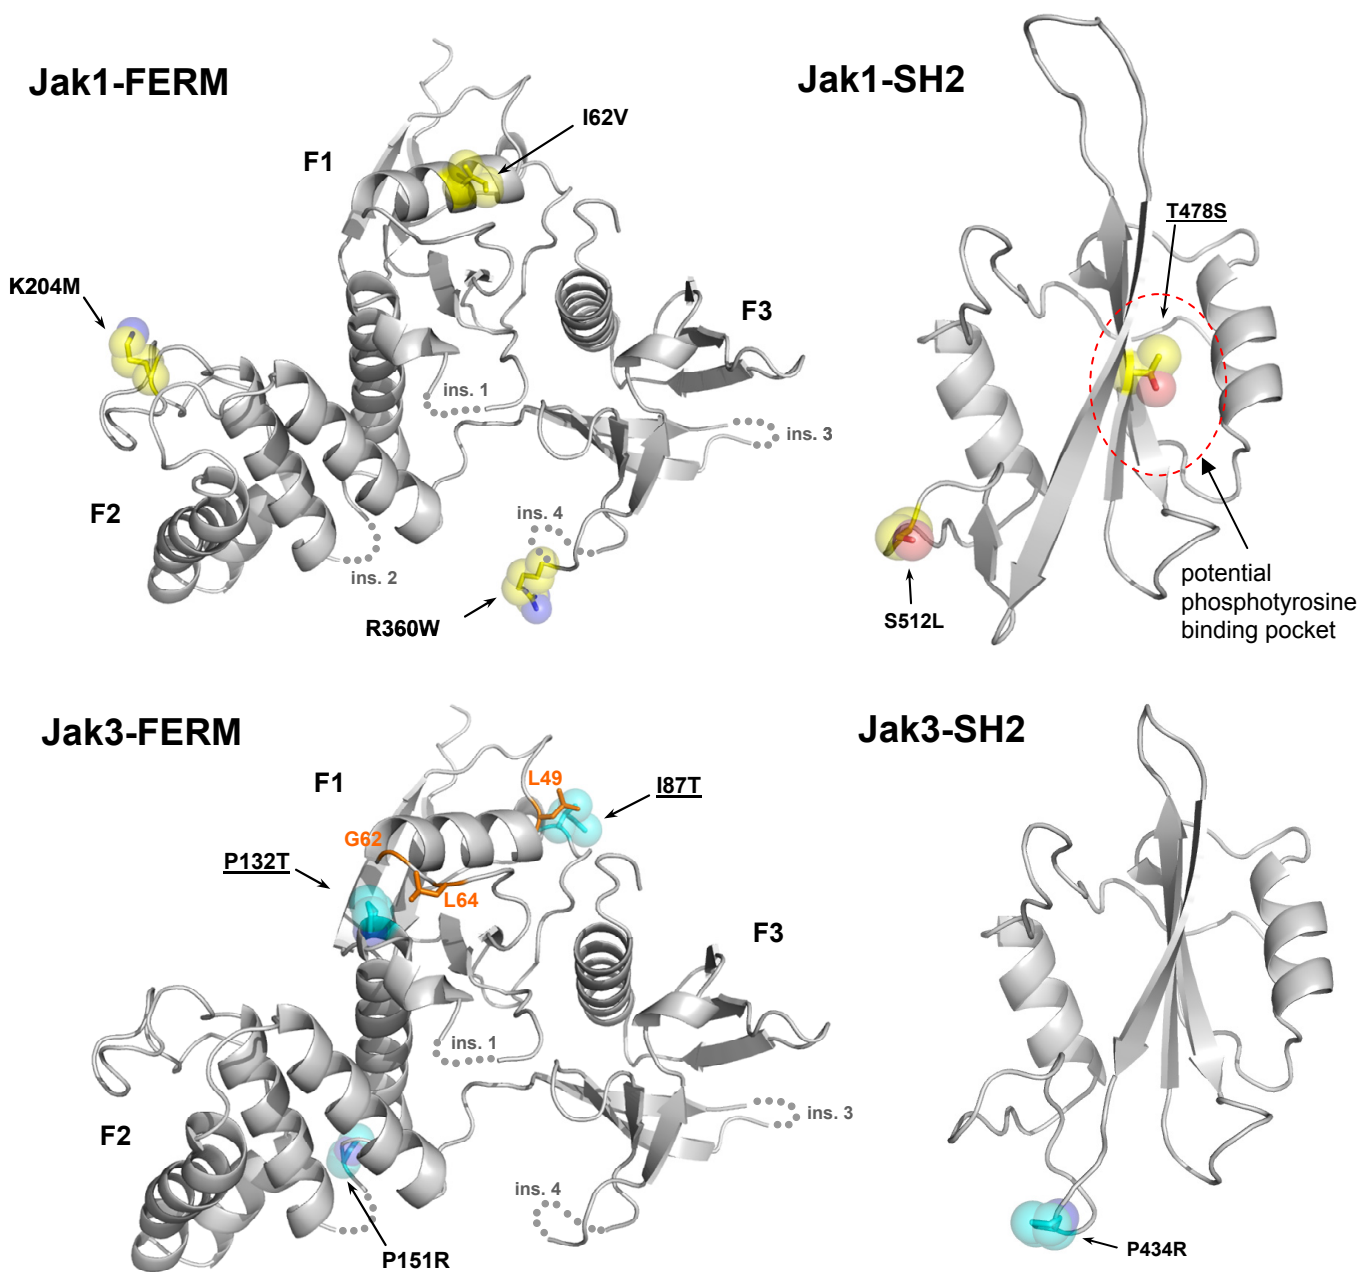 Jak1-FERM
Jak1-SH2
I62V
F1
T478S
K204M
F3
ins. 1
ins. 3
F2
ins. 4
ins. 2
R360W
S512L
potential
phosphotyrosine
binding pocket
Jak3-FERM
Jak3-SH2
F1
L49
I87T
G62
P132T
L64
F3
ins. 1
ins. 3
F2
ins. 4
P151R
P434R